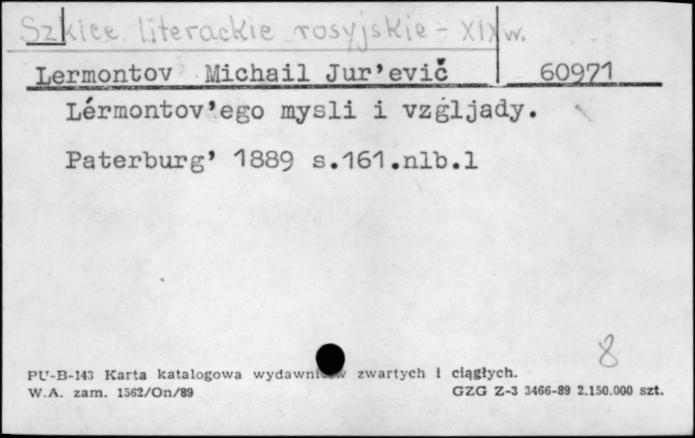 Szkice literackie rosyjskie - XIX w.
Lermontov Michail Jur’evič 60971
Lérmontov’ego mysli i vzgljady.
Paterburg’ 1889 s.161.nlb.1
8
PU-B-143 Karta katalogowa wydawnictw zwartych i ciągłych.
W.A. zam. 1562/On/89 GZG Z-3 3466-89 2.150.000 szt.